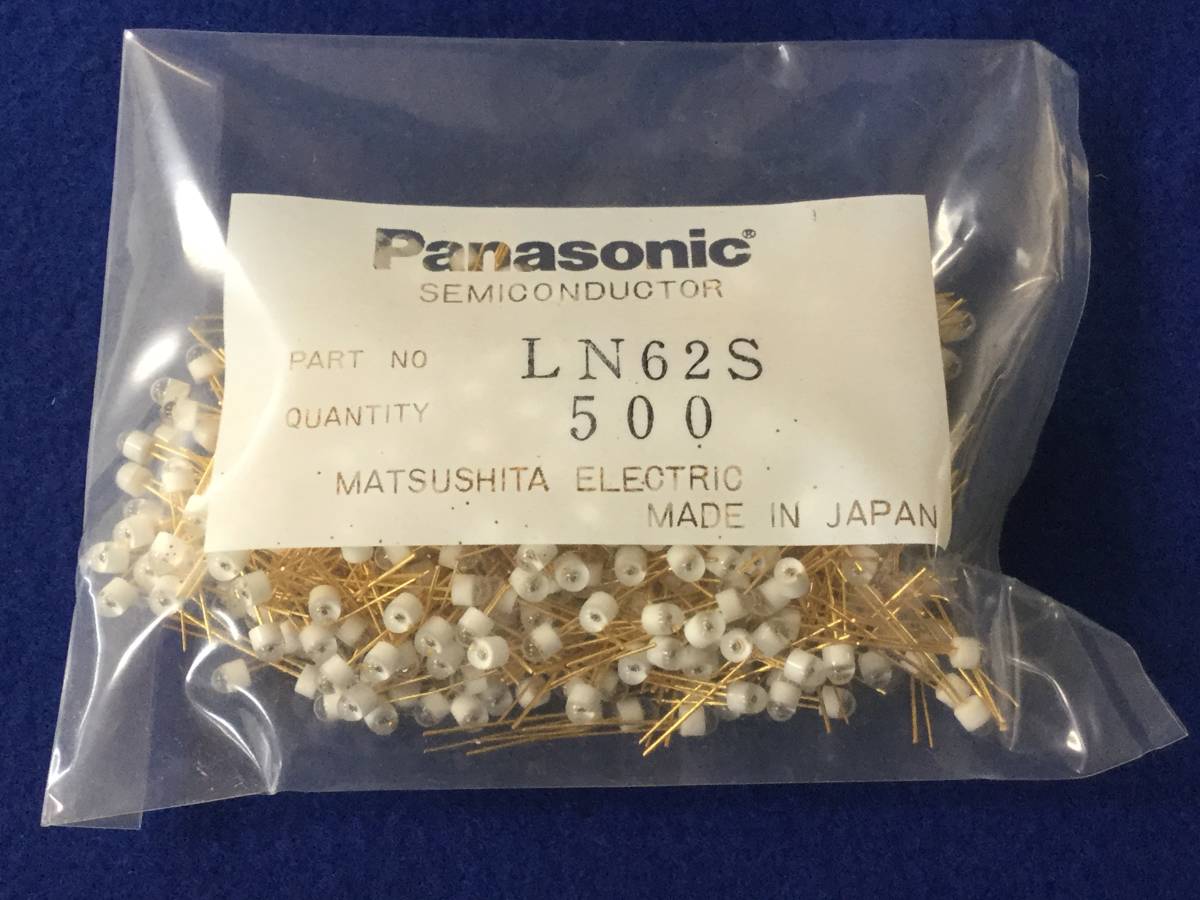 Panasonic®
SEMICONDUCTOR
PART NO LN62S
QUANTITY 500
MATSUSHITA ELECTRIC
MADE IN JAPAN